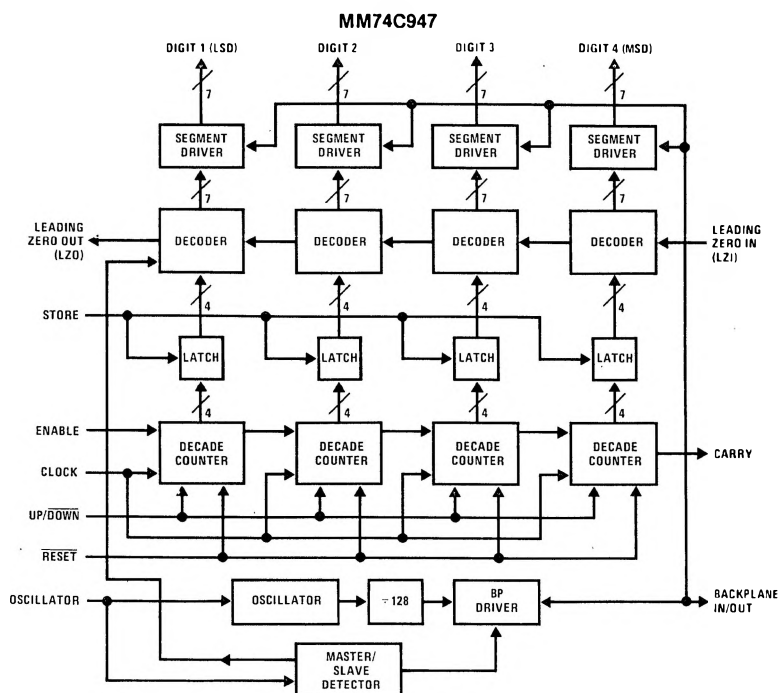 MM74C947
DIGIT 1 (LSD) DIGIT 2 DIGIT 3 DIGIT 4 (MSD)
7 7 7 7
SEGMENT DRIVER SEGMENT DRIVER SEGMENT DRIVER SEGMENT DRIVER
7 7 7 7
LEADING ZERO OUT (LZO) DECODER DECODER DECODER DECODER LEADING ZERO IN (LZI)
4 4 4 4
STORE
LATCH LATCH LATCH LATCH
4 4 4 4
ENABLE
DECADE COUNTER DECADE COUNTER DECADE COUNTER DECADE COUNTER CARRY
CLOCK
UP/D̅O̅W̅N̅
R̅E̅S̅E̅T̅
OSCILLATOR OSCILLATOR ÷128 BP DRIVER BACKPLANE IN/OUT
MASTER/
SLAVE
DETECTOR